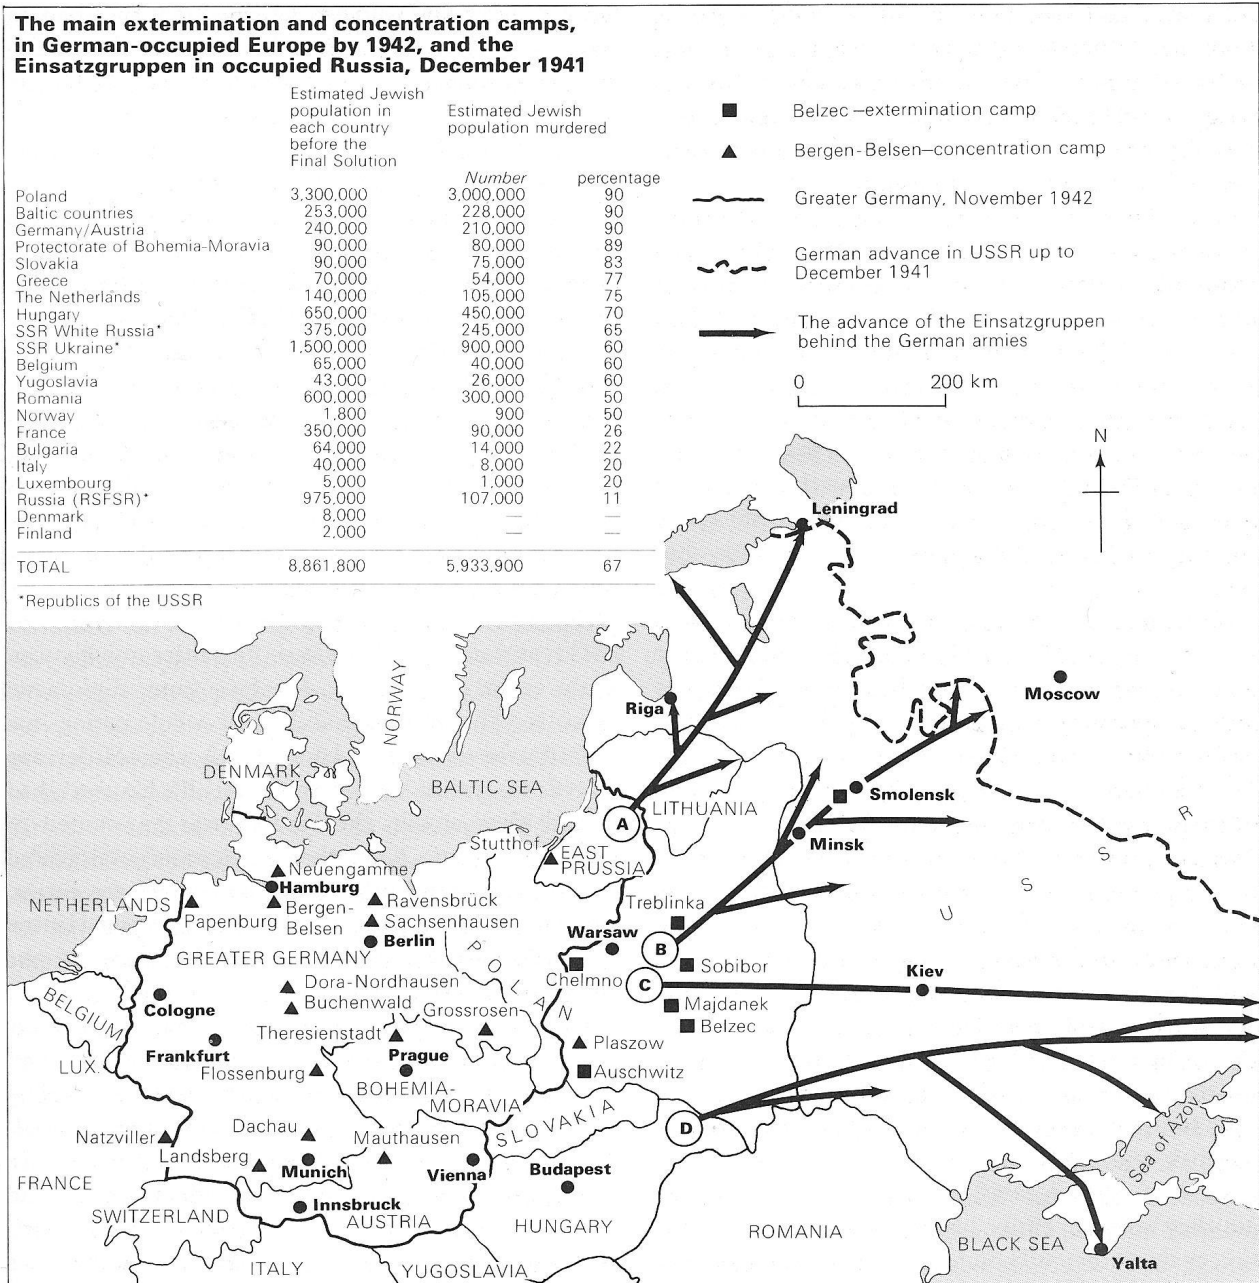 The main extermination and concentration camps,
in German-occupied Europe by 1942, and the
Einsatzgruppen in occupied Russia, December 1941
Estimated Jewish
population in
each country
before the
Final Solution
Estimated Jewish
population murdered
Number percentage
Poland 3,300,000 3,000,000 90
Baltic countries 253,000 228,000 90
Germany/Austria 240,000 210,000 90
Protectorate of Bohemia-Moravia 90,000 80,000 89
Slovakia 90,000 75,000 83
Greece 70,000 54,000 77
The Netherlands 140,000 105,000 75
Hungary 650,000 450,000 70
SSR White Russia* 375,000 245,000 65
SSR Ukraine* 1,500,000 900,000 60
Belgium 65,000 40,000 60
Yugoslavia 43,000 26,000 60
Romania 600,000 300,000 50
Norway 1,800 900 50
France 350,000 90,000 26
Bulgaria 64,000 14,000 22
Italy 40,000 8,000 20
Luxembourg 5,000 1,000 20
Russia (RSFSR)* 975,000 107,000 11
Denmark 8,000 — —
Finland 2,000 — —
TOTAL 8,861,800 5,933,900 67
*Republics of the USSR
Belzec—extermination camp
Bergen-Belsen—concentration camp
Greater Germany, November 1942
German advance in USSR up to
December 1941
The advance of the Einsatzgruppen
behind the German armies
0 200 km
N
Leningrad
Moscow
NORWAY
Riga
DENMARK
BALTIC SEA
LITHUANIA
Smolensk
A
Minsk
USSR
Stutthof
EAST
PRUSSIA
Neuengamme
Hamburg
NETHERLANDS
Papenburg
Bergen-
Belsen
Ravensbrück
Sachsenhausen
Berlin
Treblinka
Warsaw
B
GREATER GERMANY
POLAN
Chelmno
Sobibor
C
Kiev
BELGIUM
Cologne
Dora-Nordhausen
Buchenwald
Grossrosen
Majdanek
Belzec
Theresienstadt
Frankfurt
Prague
Plaszow
LUX.
Flossenburg
Auschwitz
BOHEMIA-
MORAVIA
SLOVAKIA
D
Natzviller
Dachau
Mauthausen
Landsberg
Munich
Vienna
Budapest
Sea of Azov
FRANCE
Innsbruck
SWITZERLAND
AUSTRIA
HUNGARY
ROMANIA
BLACK SEA
Yalta
ITALY
YUGOSLAVIA